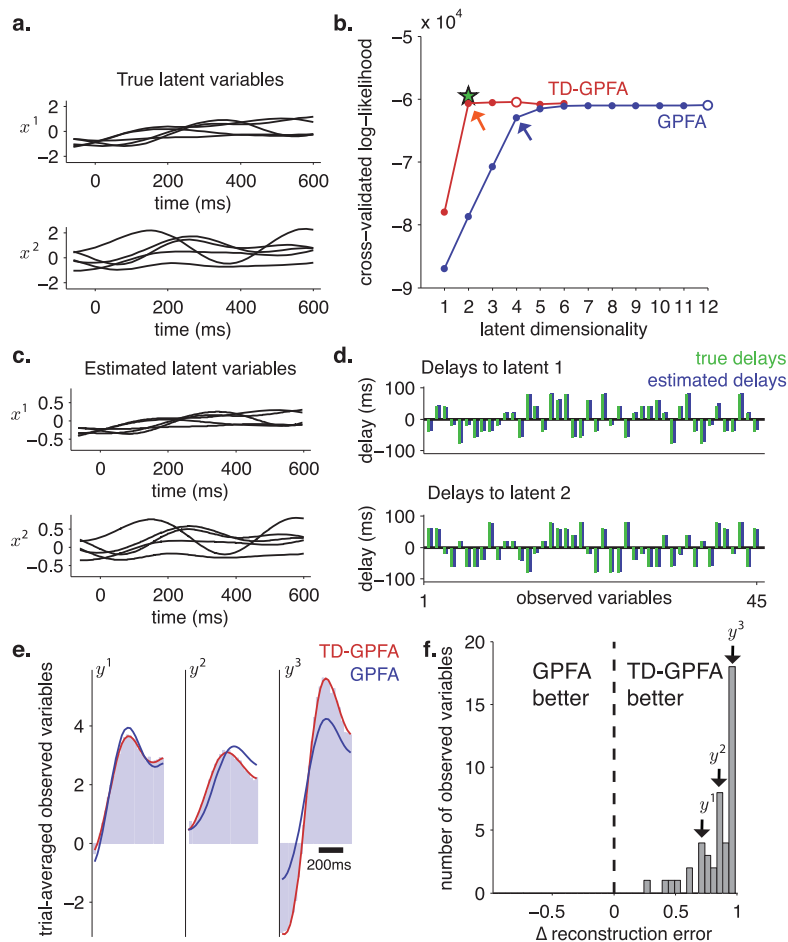 a.
True latent variables
x¹
2
0
−2
0 200 400 600
time (ms)
x²
2
0
−2
0 200 400 600
time (ms)
b.
x 10⁴
cross−validated log−likelihood
−5
−6
−7
−8
−9
TD-GPFA
GPFA
1 2 3 4 5 6 7 8 9 10 11 12
latent dimensionality
c.
Estimated latent variables
x¹
0.5
0
−0.5
0 200 400 600
time (ms)
x²
0.5
0
−0.5
0 200 400 600
time (ms)
d.
true delays
estimated delays
Delays to latent 1
delay (ms)
100
0
−100
Delays to latent 2
delay (ms)
100
0
−100
1 45
observed variables
e.
trial-averaged observed variables
y¹
y²
y³
TD-GPFA
GPFA
4
2
0
−2
200ms
f.
number of observed variables
20
15
10
5
0
GPFA
better
TD-GPFA
better
y³
y²
y¹
−0.5 0 0.5 1
Δ reconstruction error